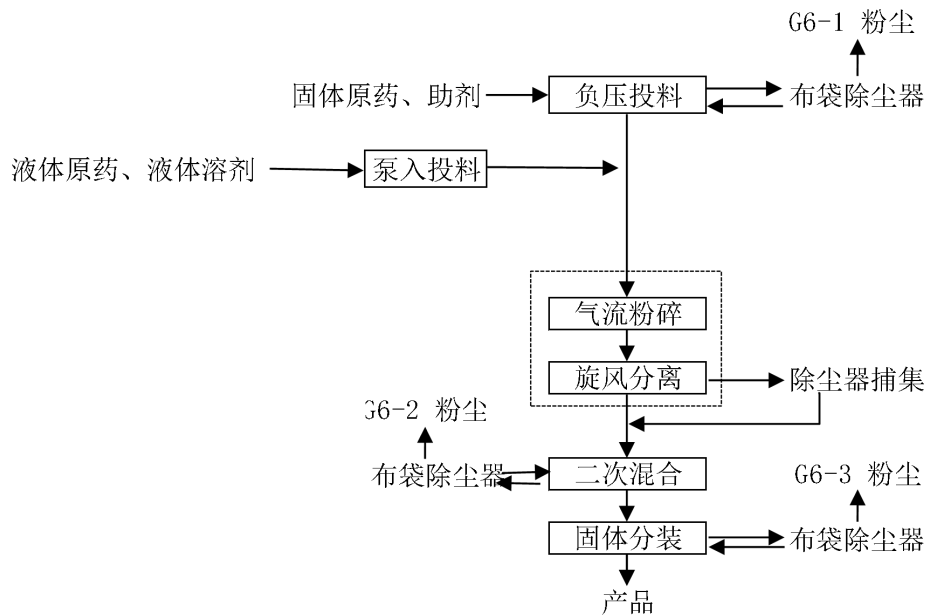 G6-1 粉尘
固体原药、助剂
负压投料
布袋除尘器
液体原药、液体溶剂
泵入投料
气流粉碎
旋风分离
除尘器捕集
G6-2 粉尘
布袋除尘器
二次混合
G6-3 粉尘
固体分装
布袋除尘器
产品